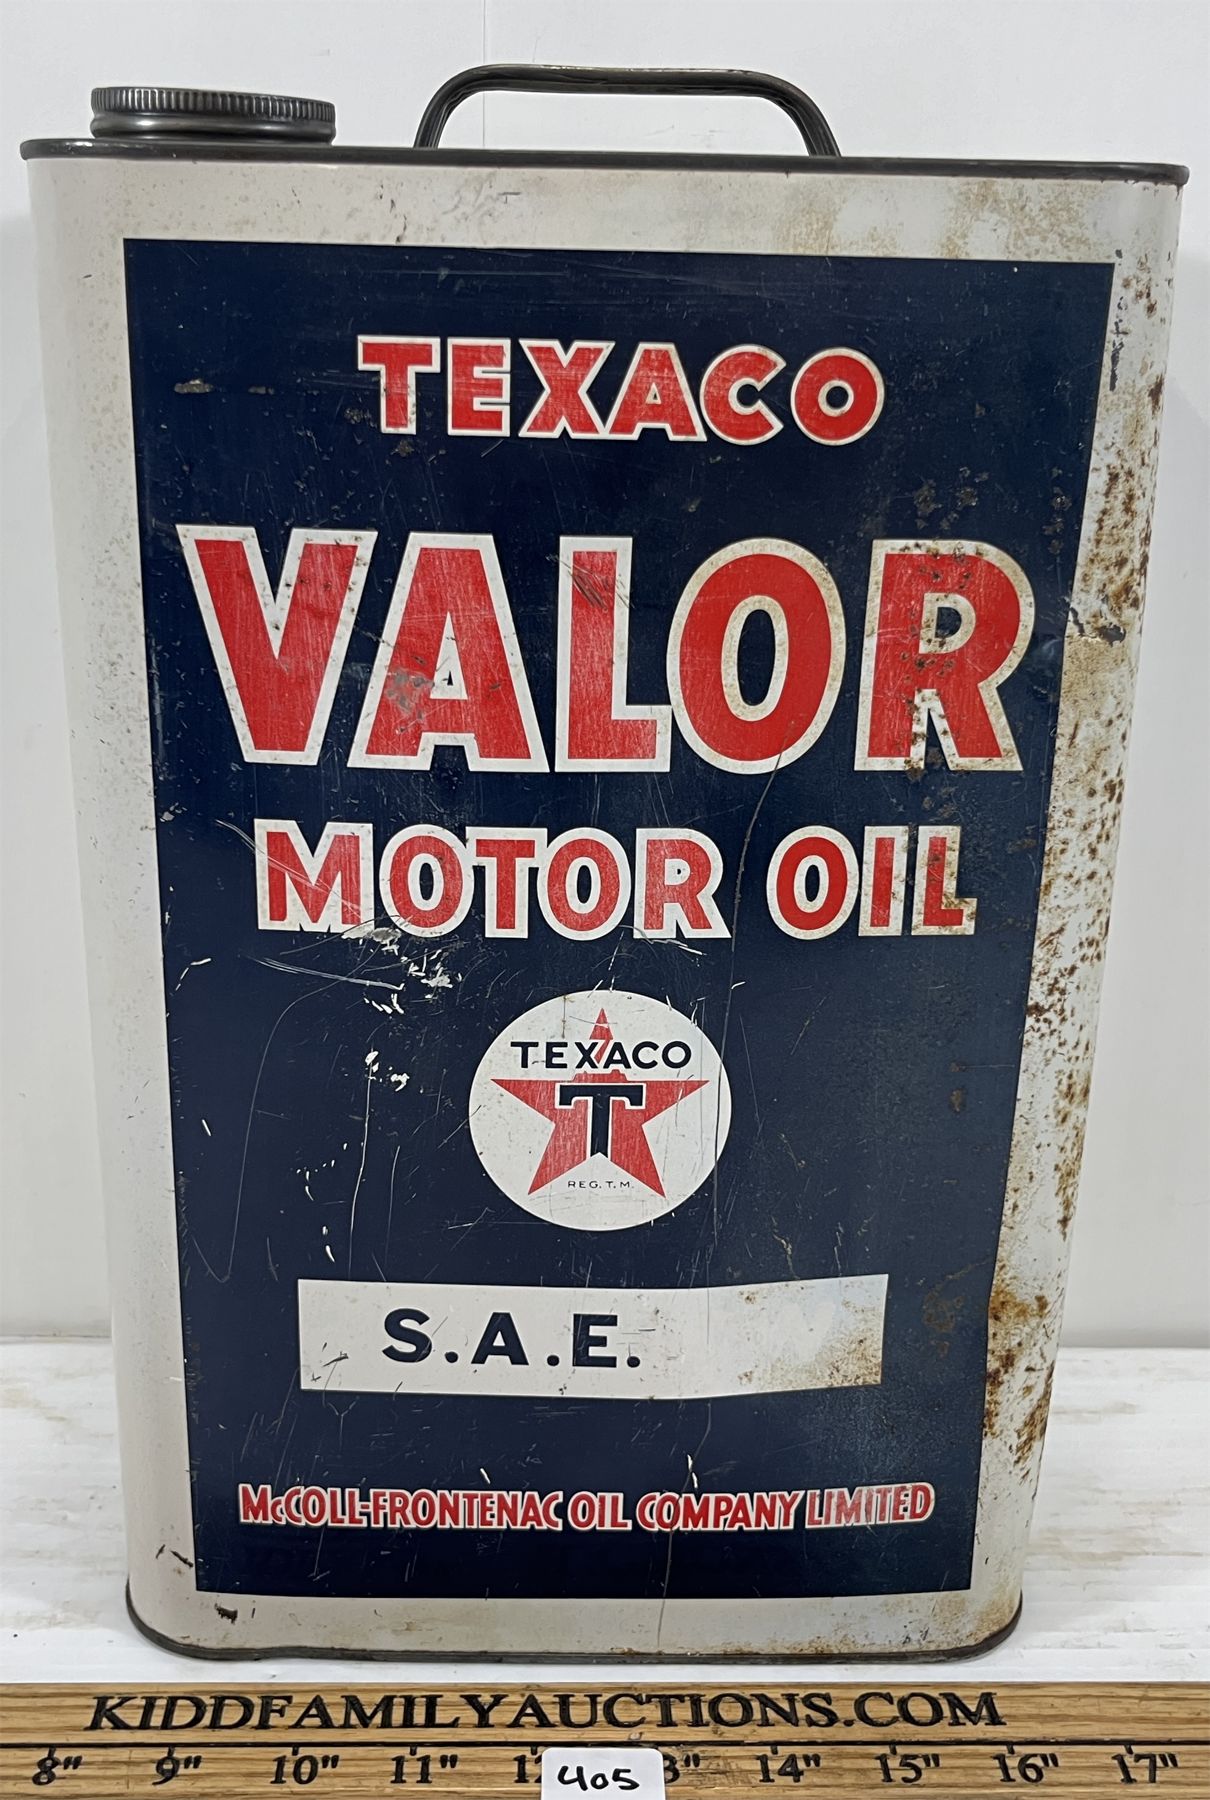 TEXACO
VALOR
MOTOR OIL
TEXACO
T
REG. T. M.
S.A.E.
McCOLL-FRONTENAC OIL COMPANY LIMITED
KIDDFAMILYAUCTIONS.COM
8" 9" 10" 11" 14" 15" 16" 17"
405